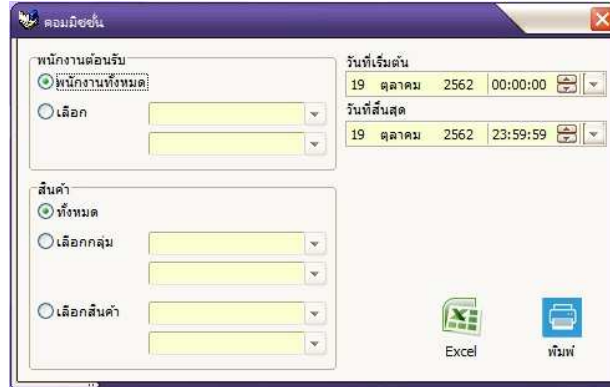 คอมมิชชั่น
พนักงานต้อนรับ
พนักงานทั้งหมด
เลือก
วันที่เริ่มต้น
19 ตุลาคม 2562 00:00:00
วันที่สิ้นสุด
19 ตุลาคม 2562 23:59:59
สินค้า
ทั้งหมด
เลือกกลุ่ม
เลือกสินค้า
Excel
พิมพ์